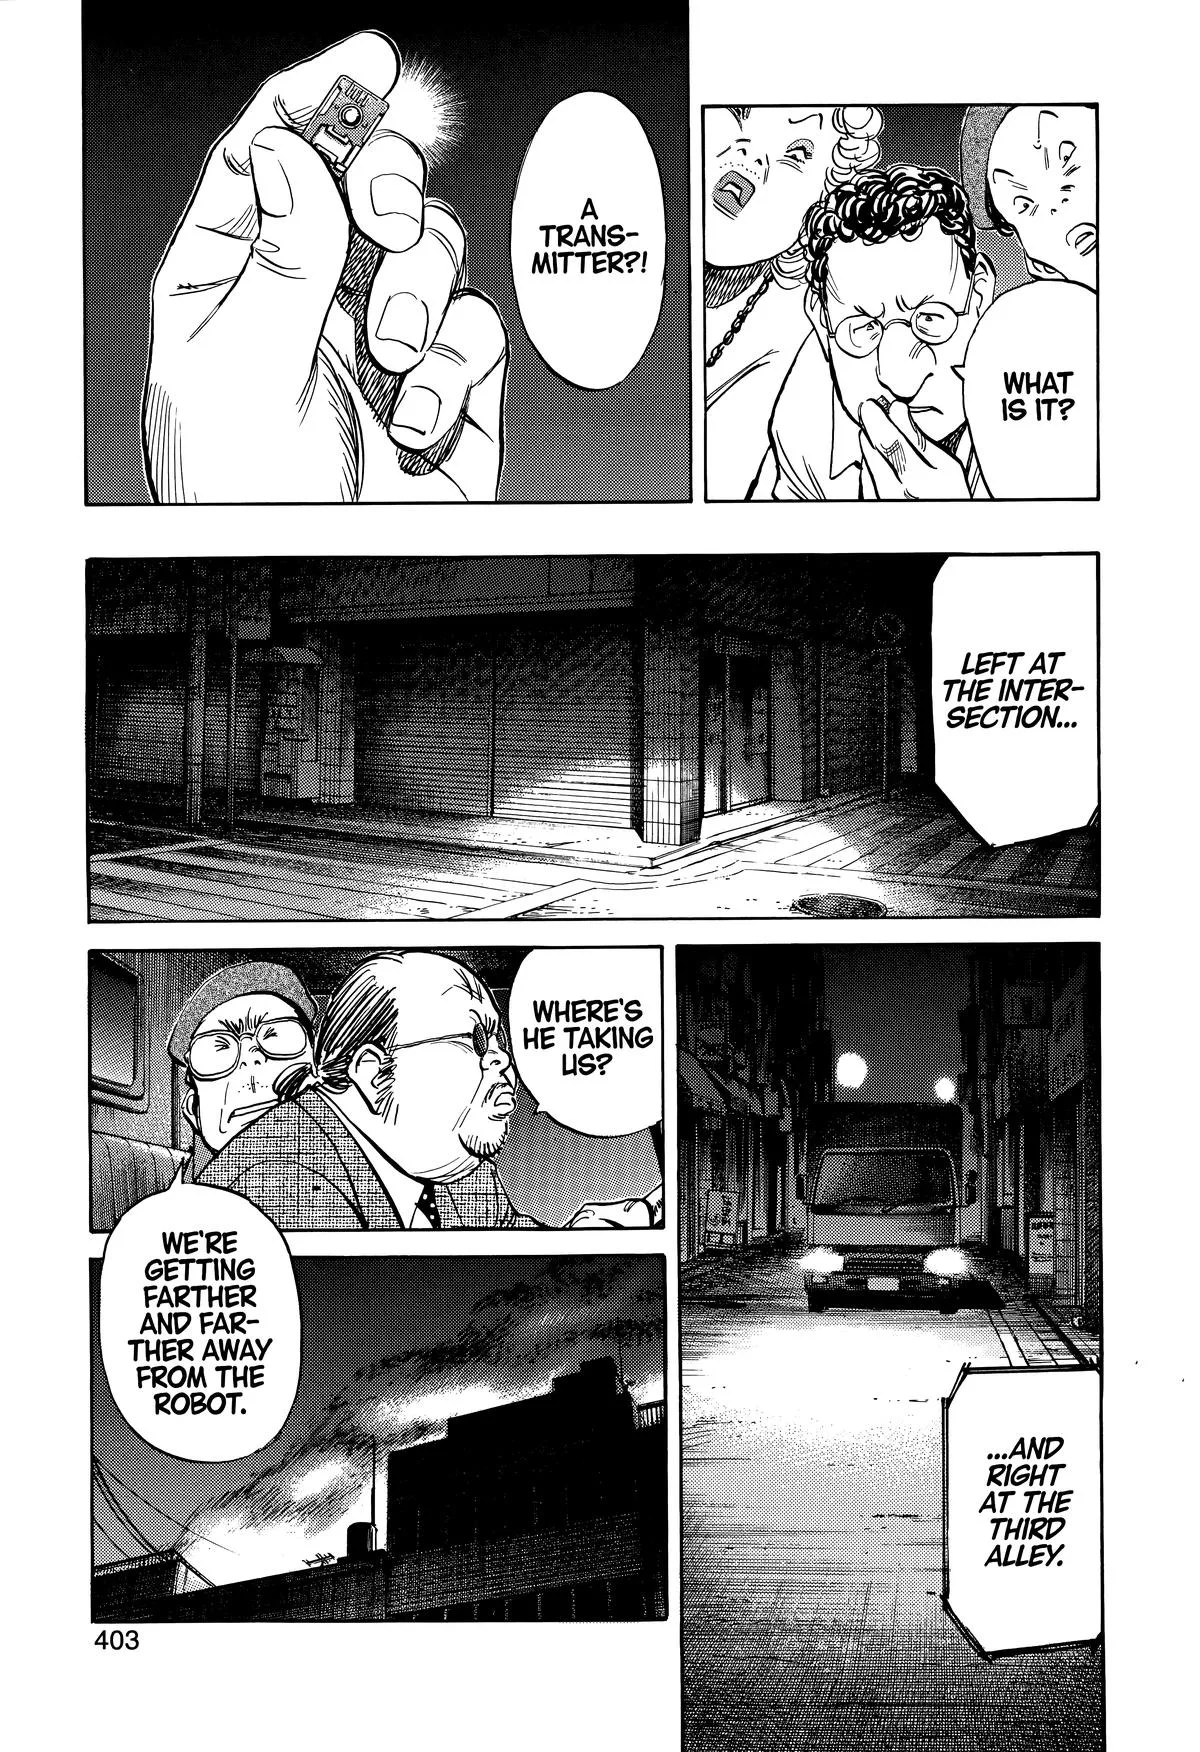 WHAT
IS IT?
A
TRANS-
MITTER?!
LEFT AT
THE INTER-
SECTION...
...AND
RIGHT
AT THE
THIRD
ALLEY.
WHERE'S
HE TAKING
US?
WE'RE
GETTING
FARTHER
AND FAR-
THER AWAY
FROM THE
ROBOT.
403